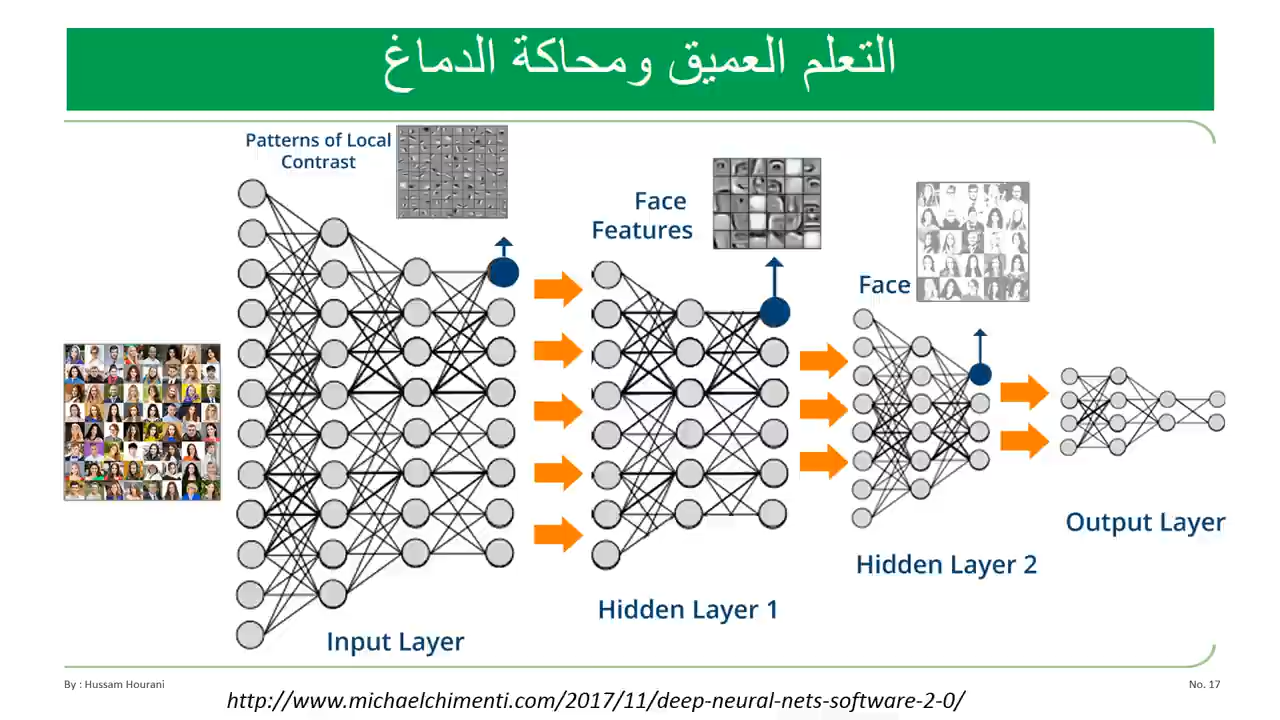 التعلم العميق ومحاكة الدماغ
Patterns of Local
Contrast
Face
Features
Face
Input Layer
Hidden Layer 1
Hidden Layer 2
Output Layer
By : Hussam Hourani
No. 17
http://www.michaelchimenti.com/2017/11/deep-neural-nets-software-2-0/